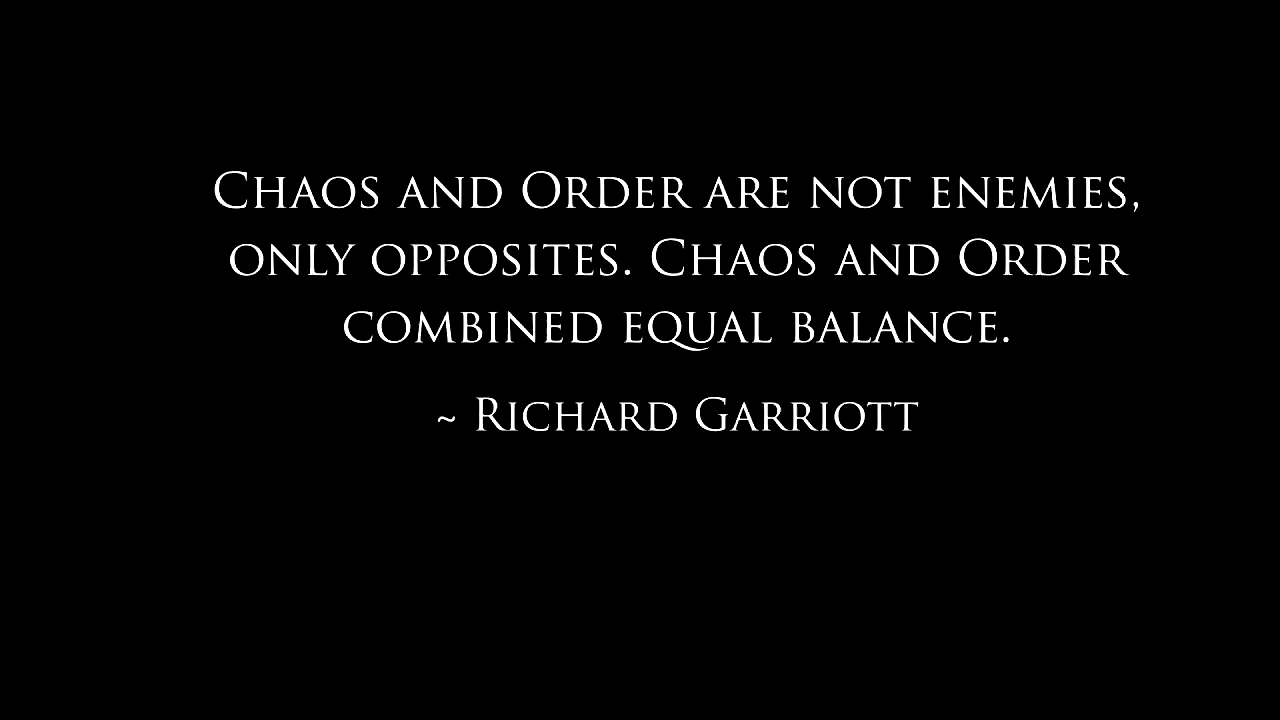 Chaos and Order are not enemies,
only opposites. Chaos and Order
combined equal balance.
~ Richard Garriott